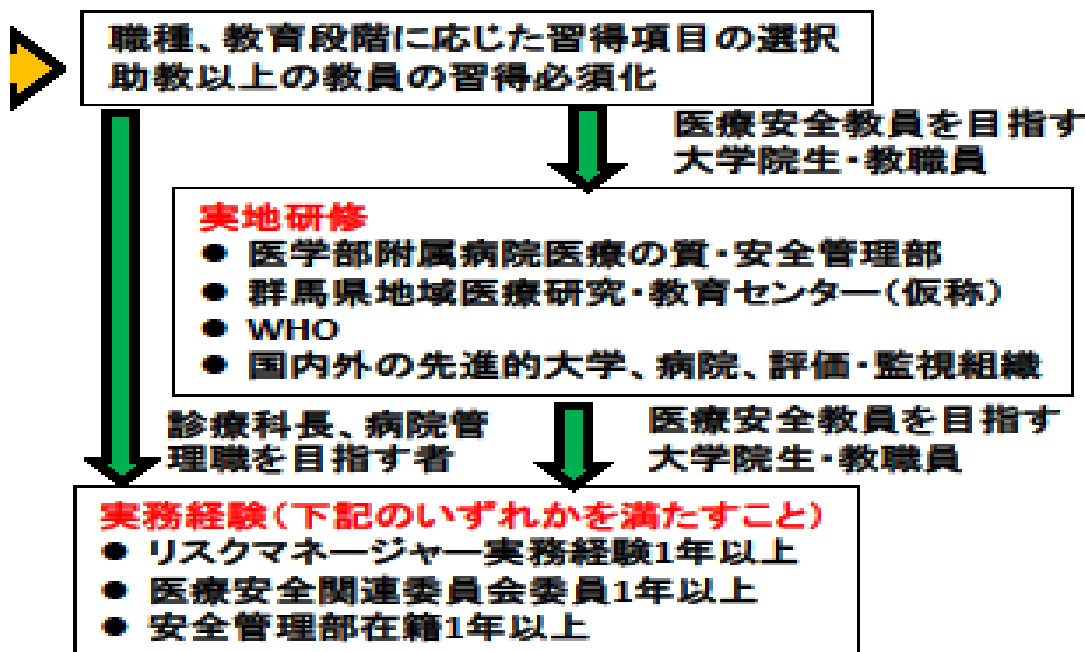 職種、教育段階に応じた習得項目の選択
助教以上の教員の習得必須化
医療安全教員を目指す
大学院生・教職員
実地研修
● 医学部附属病院医療の質・安全管理部
● 群馬県地域医療研究・教育センター（仮称）
● WHO
● 国内外の先進的大学、病院、評価・監視組織
診療科長、病院管
理職を目指す者
医療安全教員を目指す
大学院生・教職員
実務経験（下記のいずれかを満たすこと）
● リスクマネージャー実務経験1年以上
● 医療安全関連委員会委員1年以上
● 安全管理部在籍1年以上